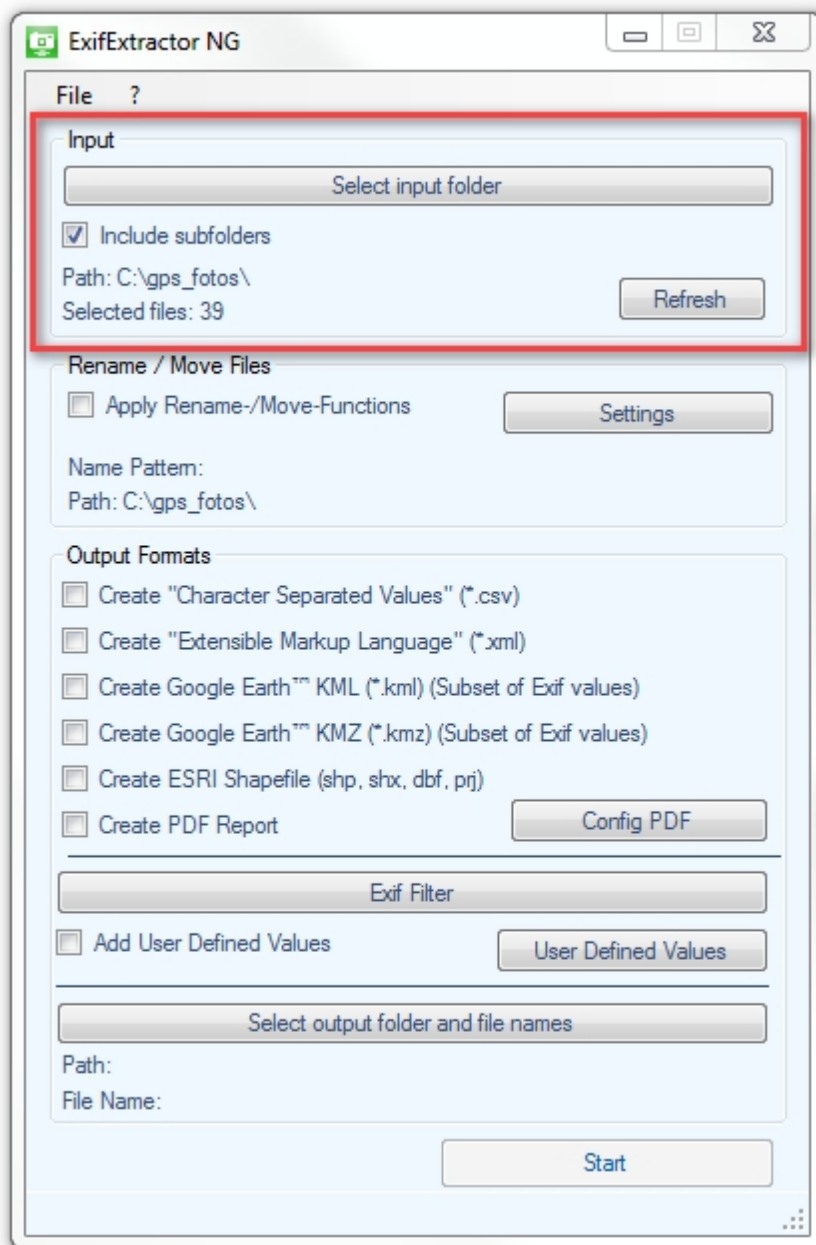 ExifExtractor NG
File ?
Input
Select input folder
Include subfolders
Path: C:\gps_fotos\
Selected files: 39
Refresh
Rename / Move Files
Apply Rename-/Move-Functions
Settings
Name Pattern:
Path: C:\gps_fotos\
Output Formats
Create "Character Separated Values" (*.csv)
Create "Extensible Markup Language" (*.xml)
Create Google Earth™ KML (*.kml) (Subset of Exif values)
Create Google Earth™ KMZ (*.kmz) (Subset of Exif values)
Create ESRI Shapefile (shp, shx, dbf, prj)
Create PDF Report
Config PDF
Exif Filter
Add User Defined Values
User Defined Values
Select output folder and file names
Path:
File Name:
Start